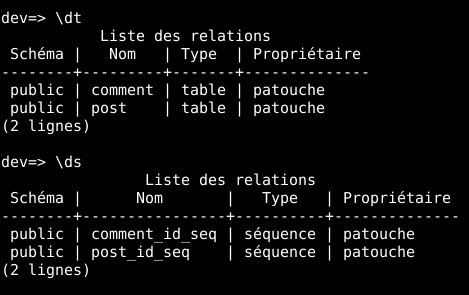 dev=> \dt
Liste des relations
Schéma | Nom | Type | Propriétaire
--------+---------+-------+--------------
public | comment | table | patouche
public | post | table | patouche
(2 lignes)
dev=> \ds
Liste des relations
Schéma | Nom | Type | Propriétaire
--------+----------------+----------+--------------
public | comment_id_seq | séquence | patouche
public | post_id_seq | séquence | patouche
(2 lignes)